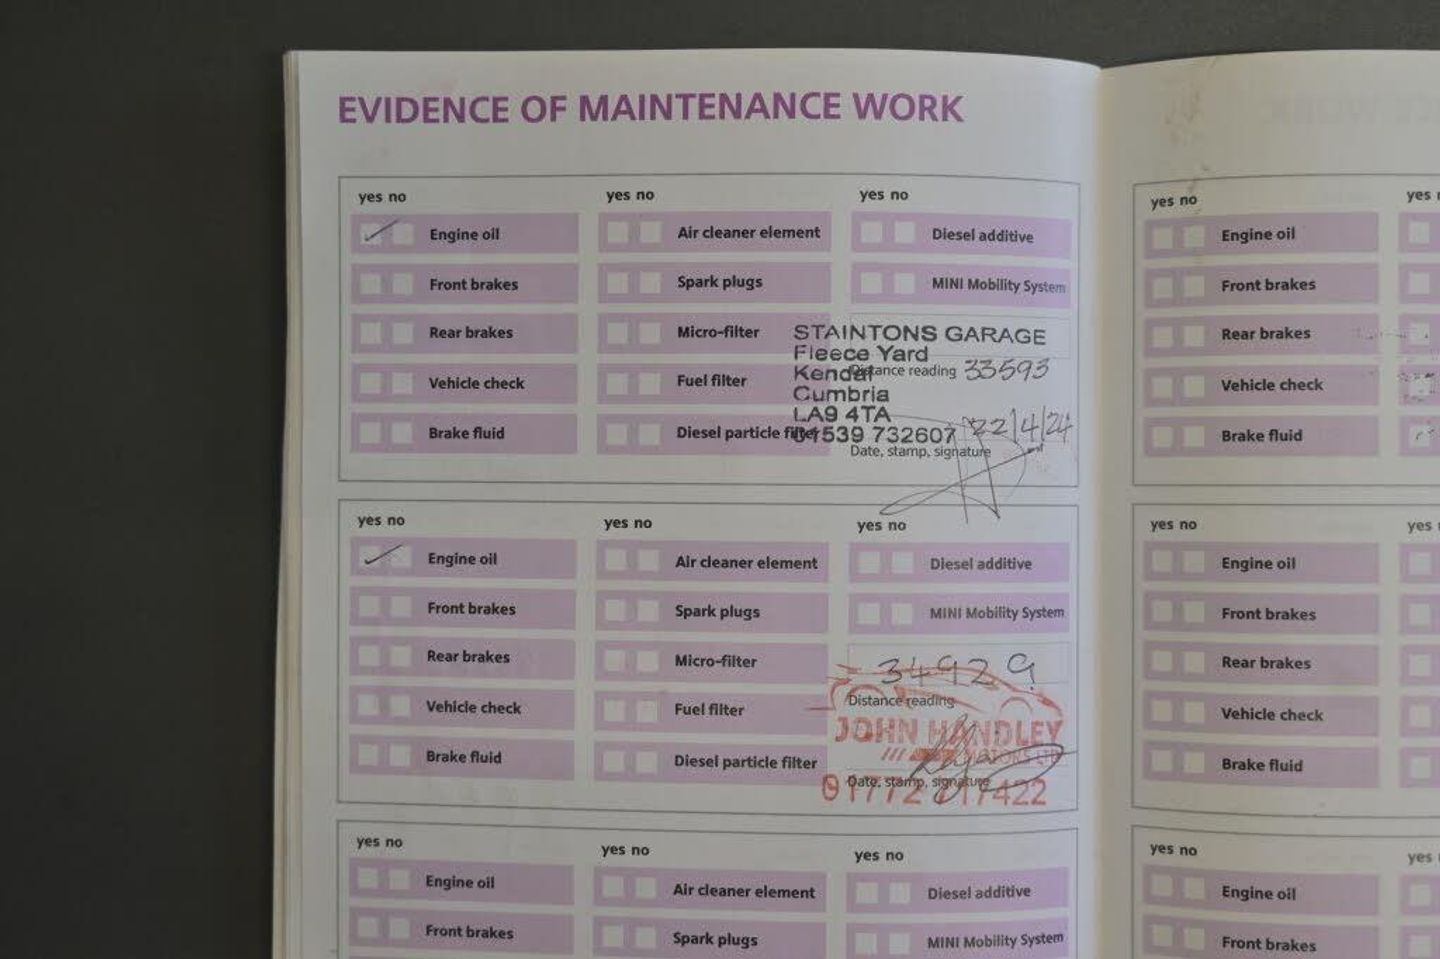 EVIDENCE OF MAINTENANCE WORK
yes no yes no yes no
Engine oil Air cleaner element Diesel additive
Front brakes Spark plugs MINI Mobility System
Rear brakes Micro-filter STAINTONS GARAGE
Fleece Yard
Vehicle check Fuel filter Kendal Distance reading 33593
Cumbria
LA9 4TA
Brake fluid Diesel particle filter 01539 732607 22/4/24
Date, stamp, signature
yes no yes no yes no
Engine oil Air cleaner element Diesel additive
Front brakes Spark plugs MINI Mobility System
Rear brakes Micro-filter 34929
Vehicle check Fuel filter Distance reading
JOHN HANDLEY
Brake fluid Diesel particle filter
Date, stamp, signature
yes no yes no yes no
Engine oil Air cleaner element Diesel additive
Front brakes Spark plugs MINI Mobility System
yes no yes
Engine oil
Front brakes
Rear brakes
Vehicle check
Brake fluid
yes no yes
Engine oil
Front brakes
Rear brakes
Vehicle check
Brake fluid
yes no yes
Engine oil
Front brakes